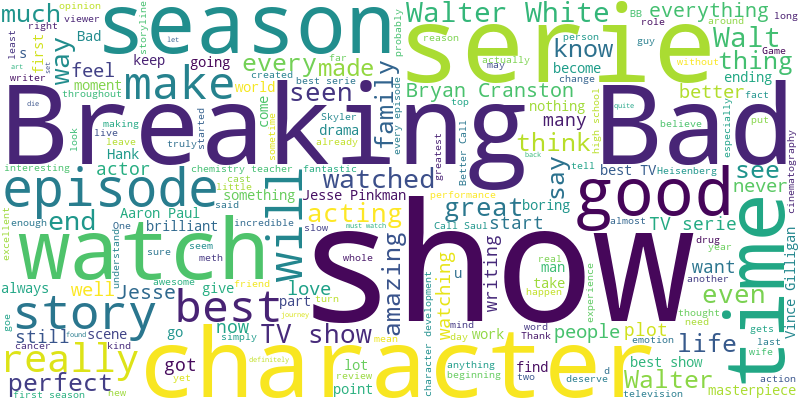 much
opinion
viewer
right
season
serie
Walter White
everything
BB
role
around
long
storyline
let
probably
reason
person
guy
least
first
Bad
s
way
writer
art
set
keep
going
every
made
far
actually
may
know
Walt
Game
without
feel
moment
throughout
created
best serie
family
become
change
thing
ending
world
make
seen
Bryan Cranston
nothing
top
many
better
fact
look
die
Breaking Bad
come
sometime
started
truly
making
live
leave
Skyler
already
drama
every episode
Better Call
greatest
think
high school
quite
believe
put
especially
cinematography
Hank
interesting
chemistry teacher
fantastic
back
tell
actor
cast
little
watched
say
best TV
Heisenberg
see
never
episode
something
said
Jesse Pinkman
performance
great
boring
good
almost
TV serie
end
Aaron Paul
will
acting
Call Saul
start
enough
One
brilliant
incredible
slow
must watch
drug
year
excellent
understand
sure
seem
meth
awesome
friend
watch
show
time
real
man
want
another
Vince Gilligan
always
well
Jesse
give
love
whole
amazing
Watching
u
writing
take
happen
experience
even
goe
story
best
part
turn
journey
character development
mind
day
work
people
plot
thought
need
gets
last
wife
still
scene
go
now
TV show
word
Thank
emotion
life
cancer
found
kind
simply
mean
really
got
yet
definitely
character
lot
review
point
anything
beginning
find
two
d
deserve
best show
Walter
action
perfect
first season
new
television
masterpiece